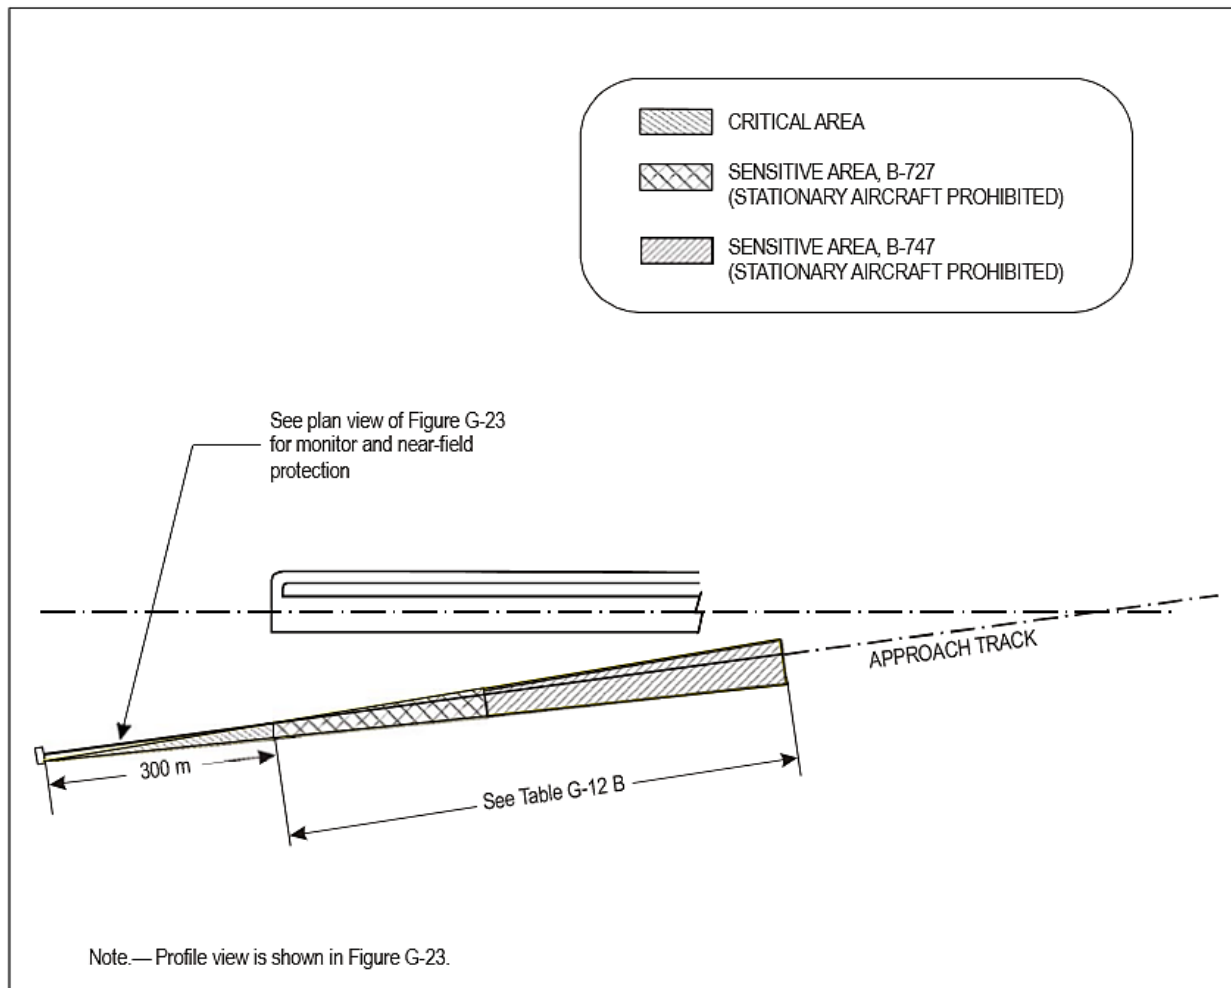 CRITICAL AREA
SENSITIVE AREA, B-727
(STATIONARY AIRCRAFT PROHIBITED)
SENSITIVE AREA, B-747
(STATIONARY AIRCRAFT PROHIBITED)
See plan view of Figure G-23
for monitor and near-field
protection
APPROACH TRACK
300 m
See Table G-12 B
Note.— Profile view is shown in Figure G-23.